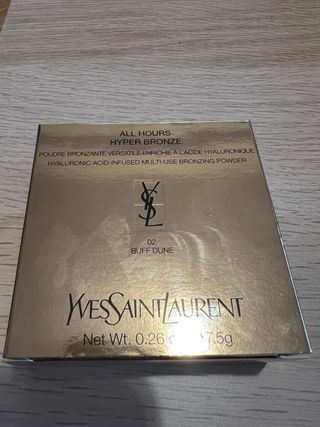 ALL HOURS
HYPER BRONZE
POUDRE BRONZANTE VERSATILE ENRICHIE À L'ACIDE HYALURONIQUE
HYALURONIC ACID-INFUSED MULTI-USE BRONZING POWDER
YSL
02
BUFF DUNE
YVESSAINTLAURENT
Net Wt. 0.26 7.5g